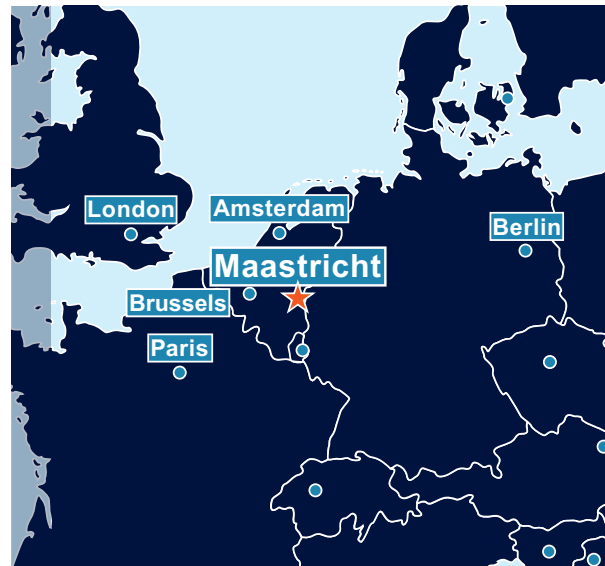 London
Amsterdam
Berlin
Maastricht
Brussels
Paris